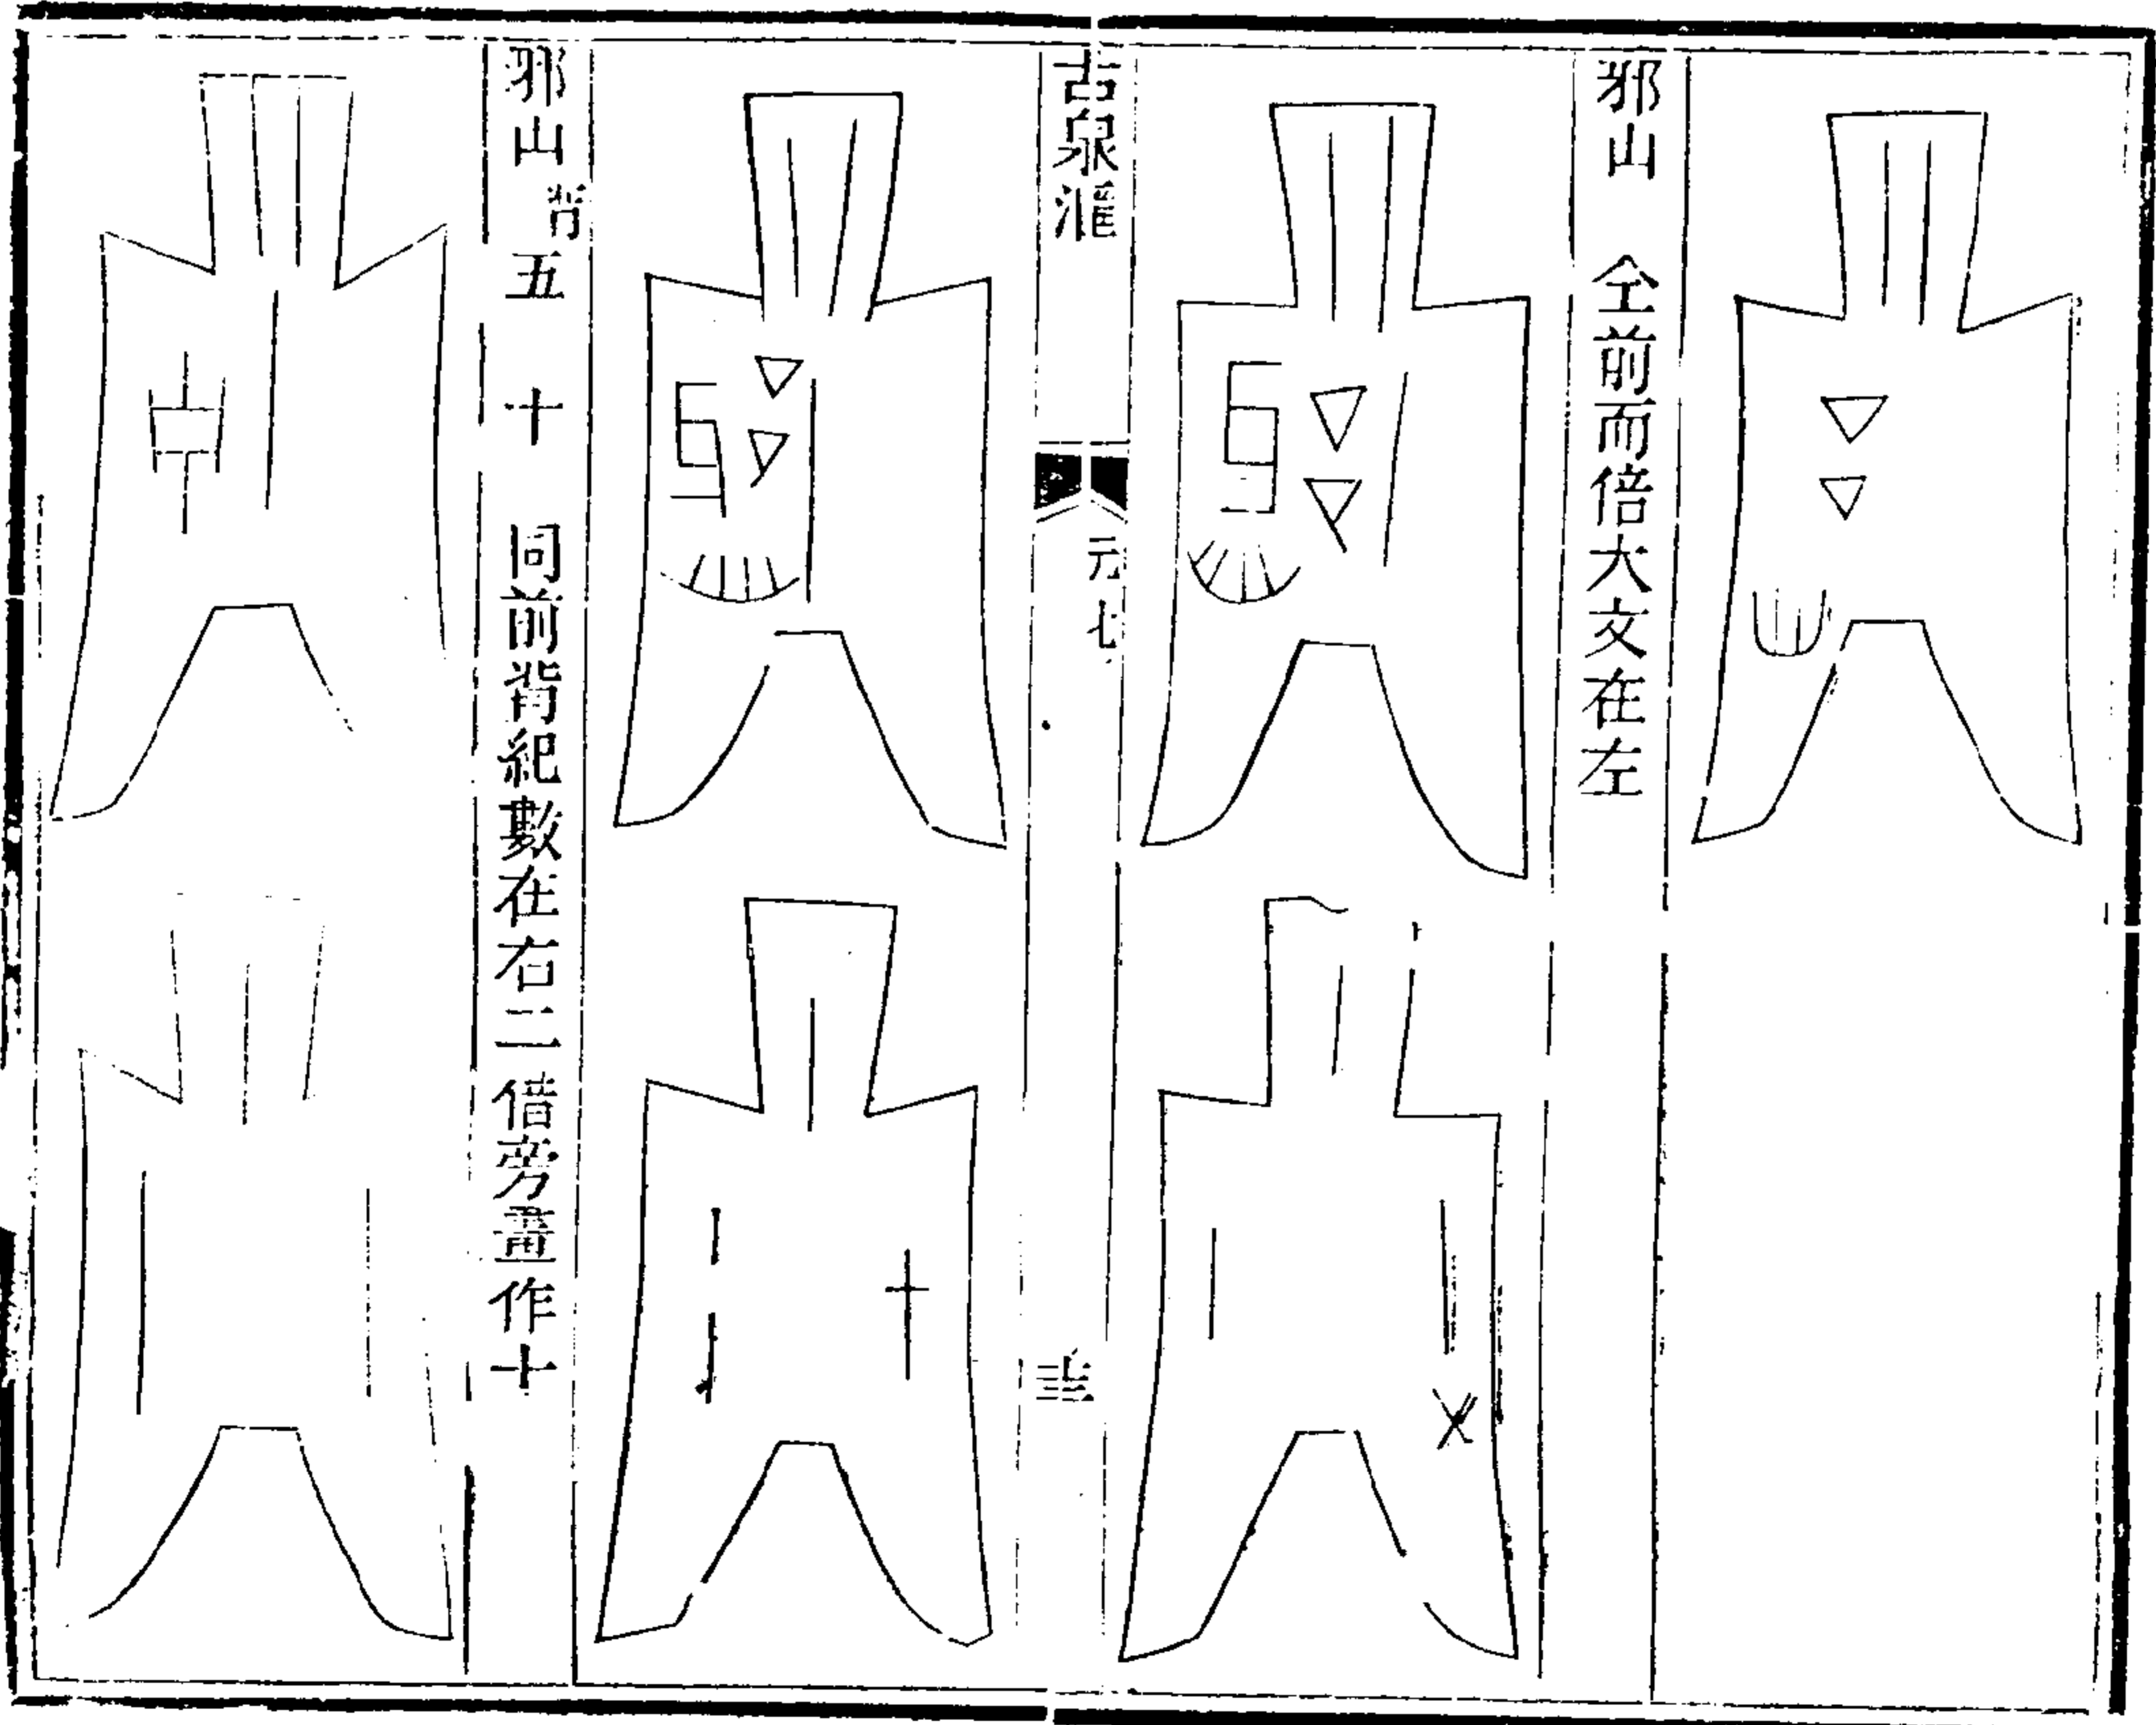 邪山 仝前而倍大文在左
古泉滙
元七
邪山背五 十 同前背紀數在右二借旁畫作十